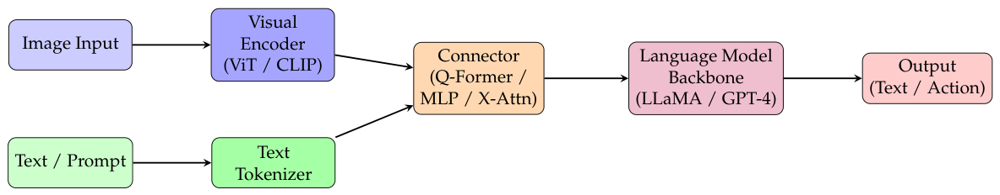 Image Input
Visual
Encoder
(ViT / CLIP)
Text / Prompt
Text
Tokenizer
Connector
(Q-Former /
MLP / X-Attn)
Language Model
Backbone
(LLaMA / GPT-4)
Output
(Text / Action)